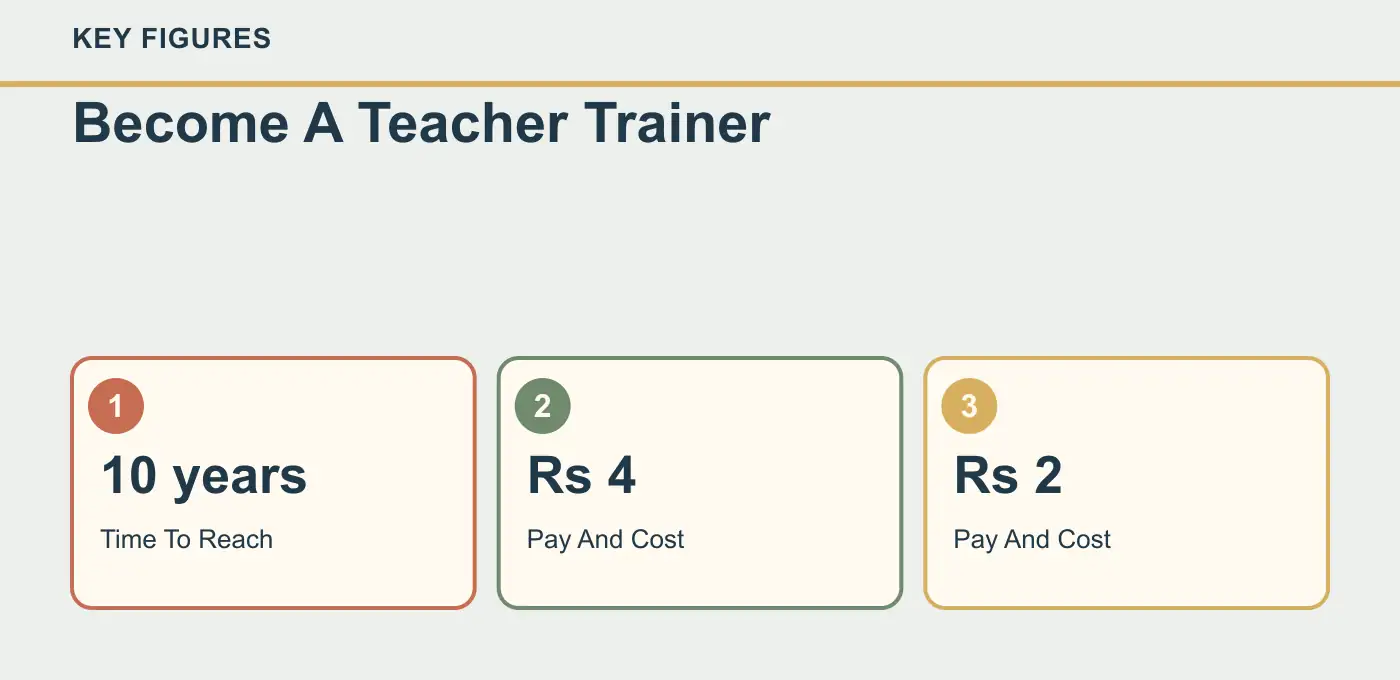 KEY FIGURES
Become A Teacher Trainer
1
10 years
Time To Reach
2
Rs 4
Pay And Cost
3
Rs 2
Pay And Cost